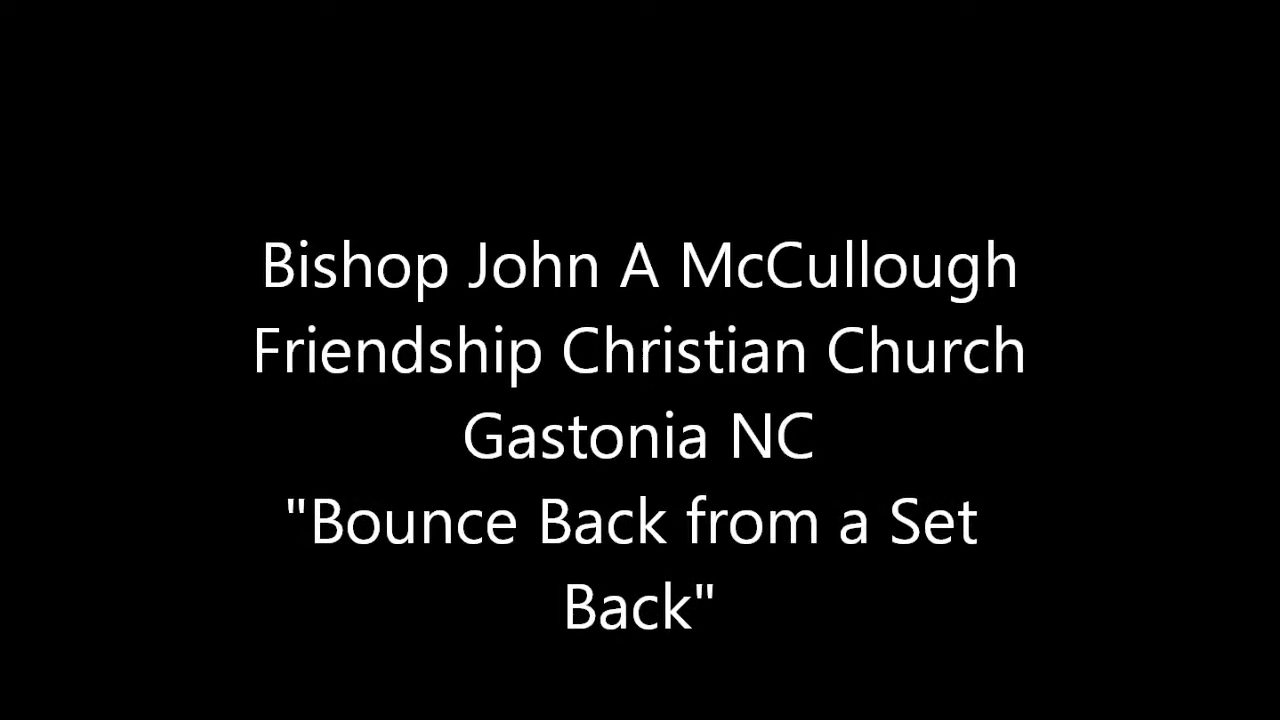 Bishop John A McCullough
Friendship Christian Church
Gastonia NC
"Bounce Back from a Set
Back"